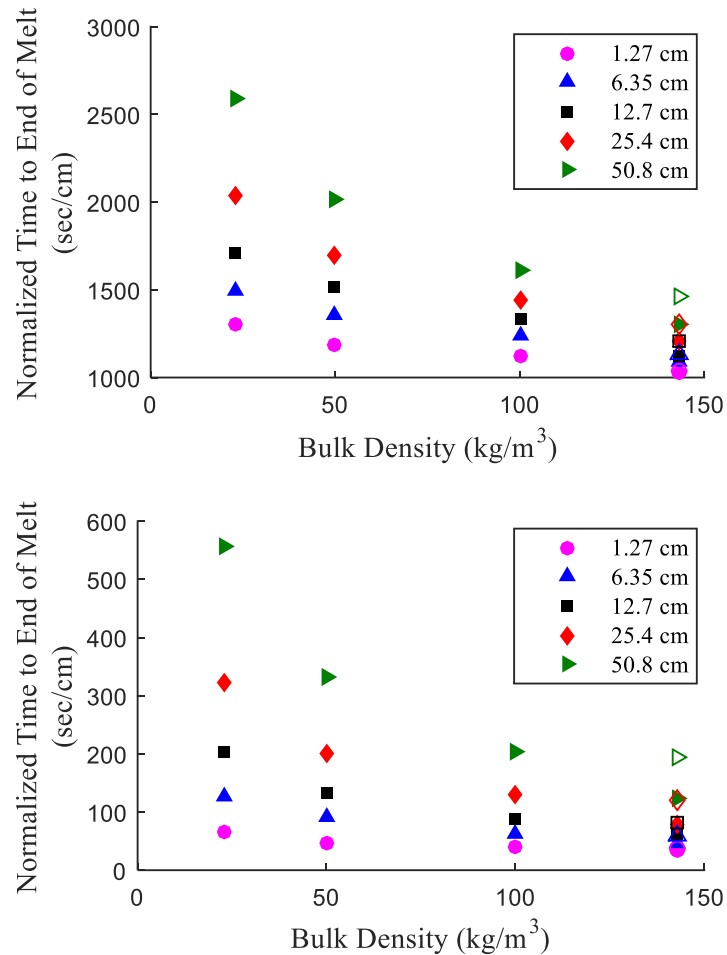 Normalized Time to End of Melt
(sec/cm)
3000
2500
2000
1500
1000
0
50
100
150
Bulk Density (kg/m³)
1.27 cm
6.35 cm
12.7 cm
25.4 cm
50.8 cm
Normalized Time to End of Melt
(sec/cm)
600
500
400
300
200
100
0
0
50
100
150
Bulk Density (kg/m³)
1.27 cm
6.35 cm
12.7 cm
25.4 cm
50.8 cm